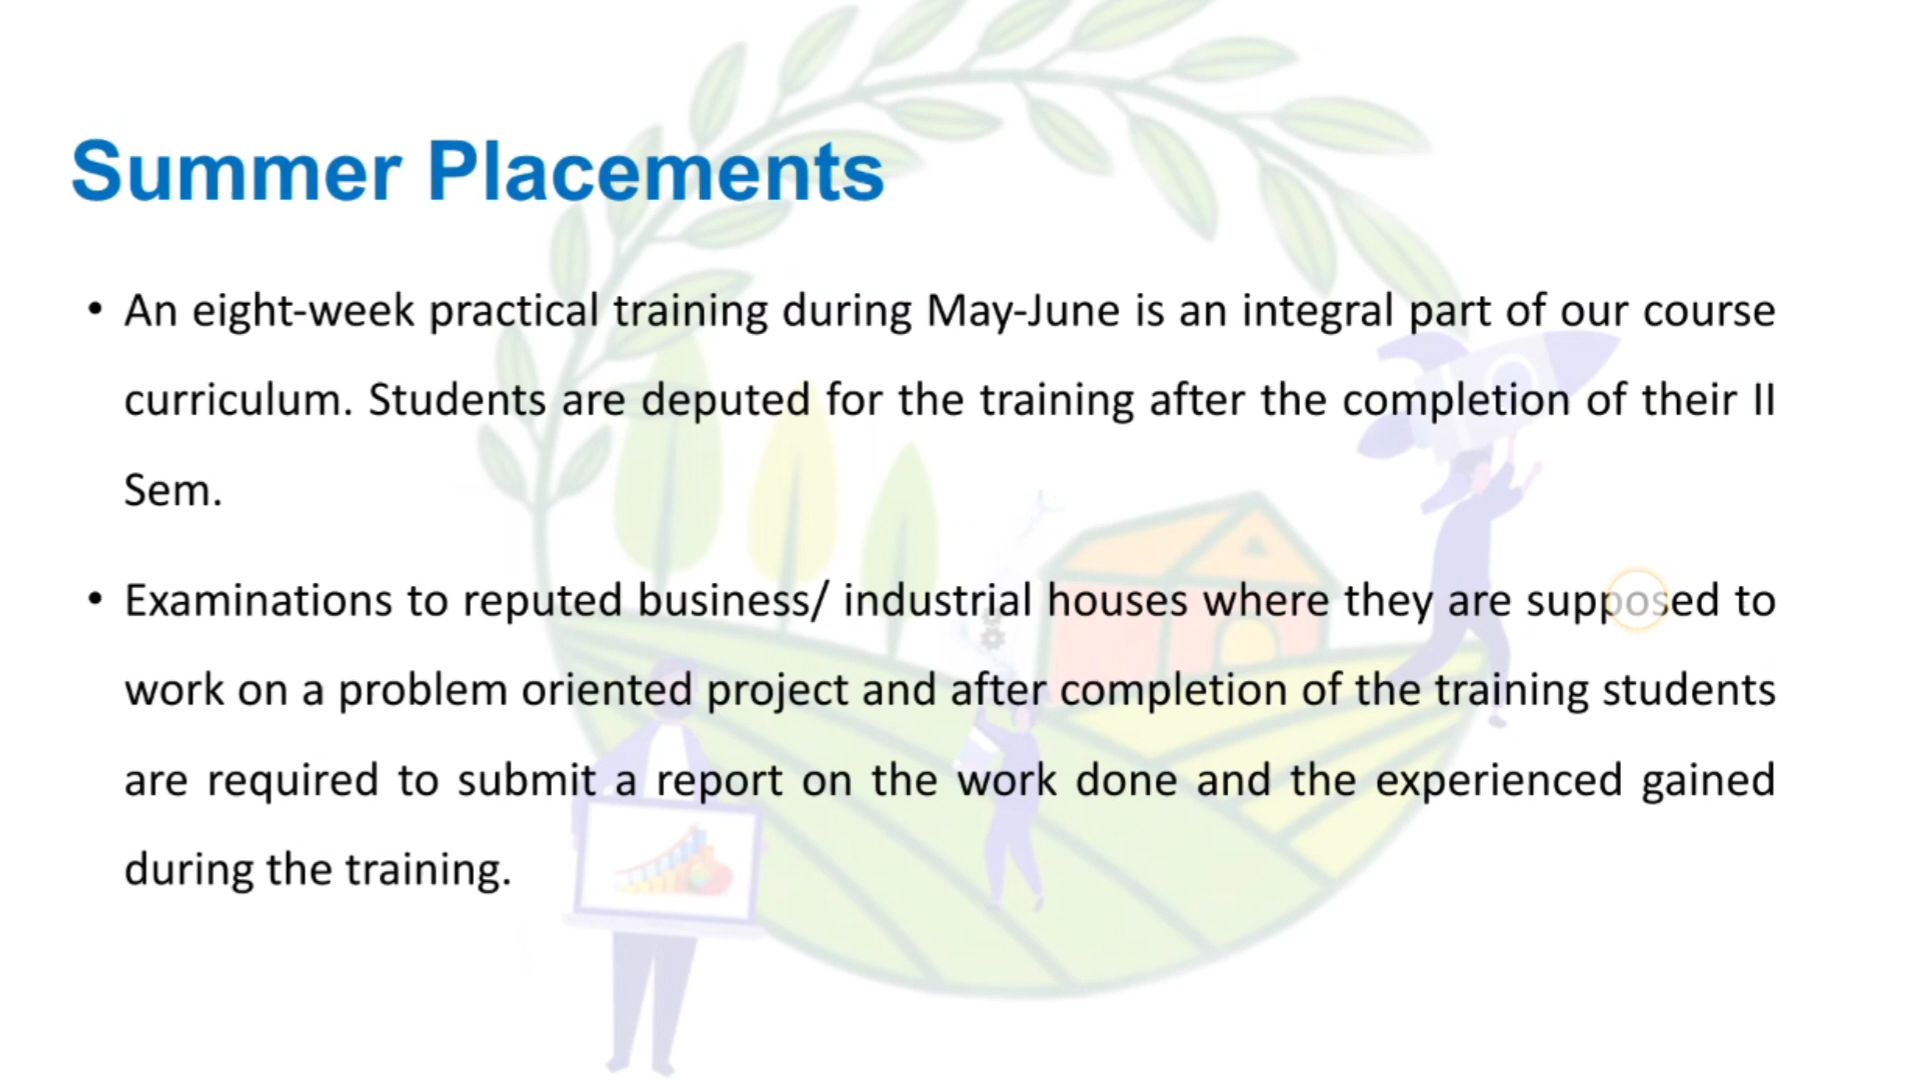 Summer Placements
• An eight-week practical training during May-June is an integral part of our course
curriculum. Students are deputed for the training after the completion of their II
Sem.
• Examinations to reputed business/ industrial houses where they are supposed to
work on a problem oriented project and after completion of the training students
are required to submit a report on the work done and the experienced gained
during the training.